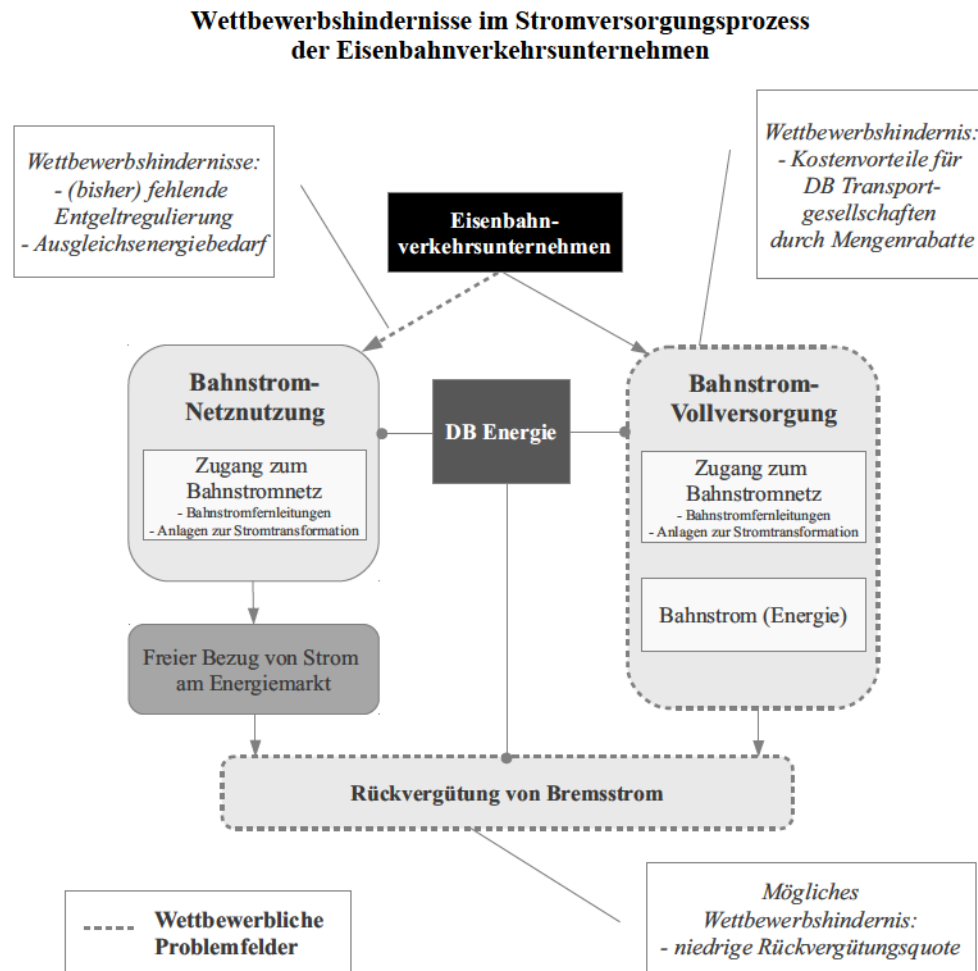 Wettbewerbshindernisse im Stromversorgungsprozess
der Eisenbahnverkehrsunternehmen
Wettbewerbshindernisse:
- (bisher) fehlende
Entgeltregulierung
- Ausgleichsenergiebedarf
Wettbewerbshindernis:
- Kostenvorteile für
DB Transport-
gesellschaften
durch Mengenrabatte
Eisenbahn-
verkehrsunternehmen
Bahnstrom-
Netznutzung
Zugang zum
Bahnstromnetz
- Bahnstromfernleitungen
- Anlagen zur Stromtransformation
DB Energie
Bahnstrom-
Vollversorgung
Zugang zum
Bahnstromnetz
- Bahnstromfernleitungen
- Anlagen zur Stromtransformation
Bahnstrom (Energie)
Freier Bezug von Strom
am Energiemarkt
Rückvergütung von Bremsstrom
Wettbewerbliche
Problemfelder
Mögliches
Wettbewerbshindernis:
- niedrige Rückvergütungsquote